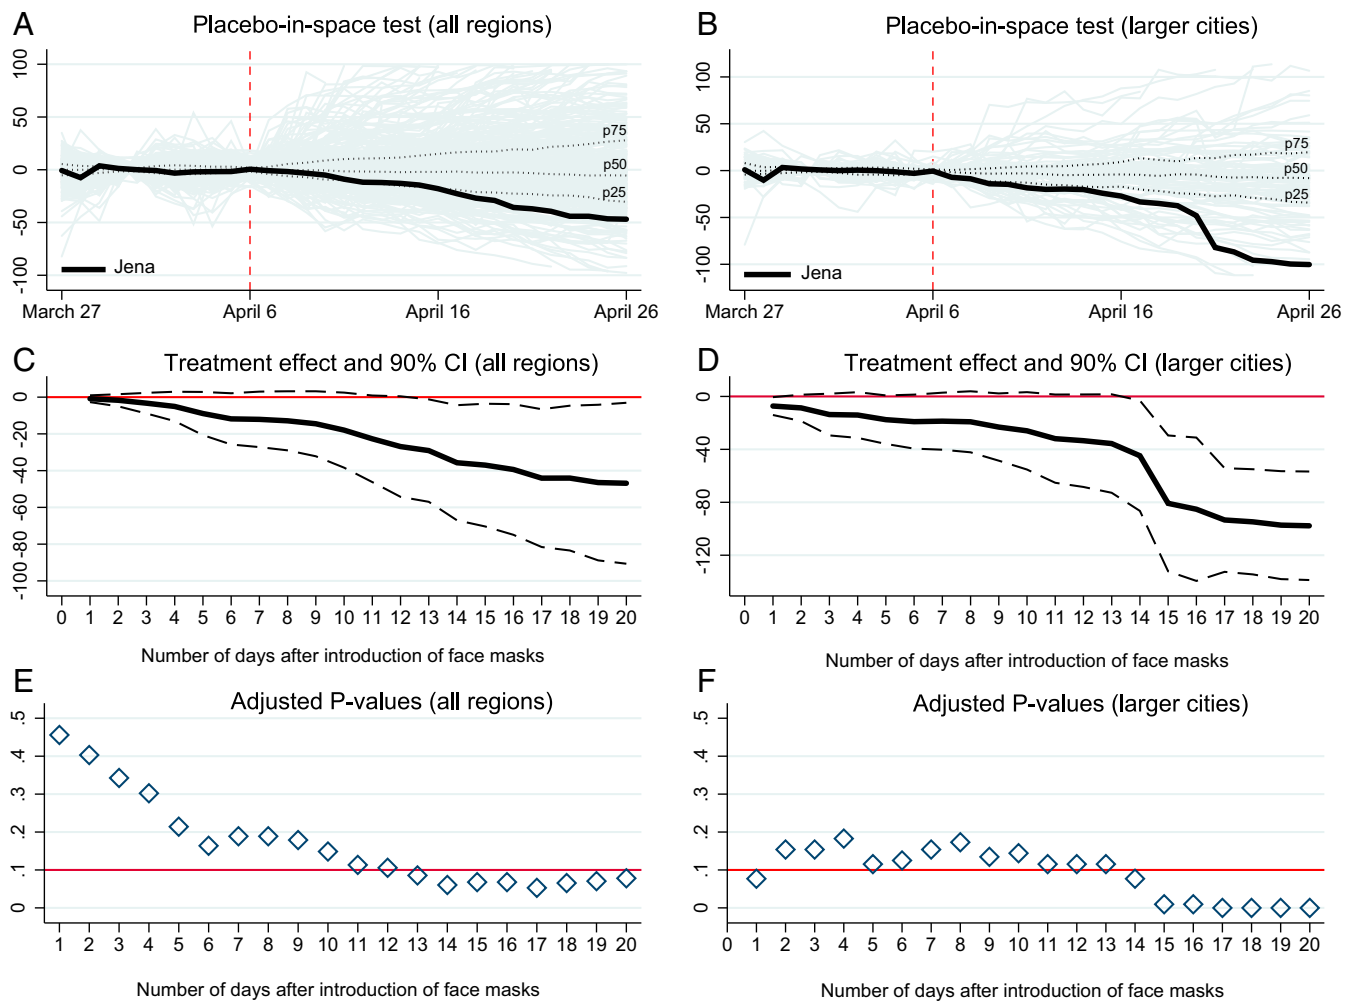 A
Placebo-in-space test (all regions)
100
50
0
-50
-100
p75
p50
p25
Jena
March 27
April 6
April 16
April 26
B
Placebo-in-space test (larger cities)
100
50
0
-50
-100
p75
p50
p25
Jena
March 27
April 6
April 16
April 26
C
Treatment effect and 90% CI (all regions)
0
-20
-40
-60
-80
-100
0 1 2 3 4 5 6 7 8 9 10 11 12 13 14 15 16 17 18 19 20
Number of days after introduction of face masks
D
Treatment effect and 90% CI (larger cities)
0
-40
-80
-120
0 1 2 3 4 5 6 7 8 9 10 11 12 13 14 15 16 17 18 19 20
Number of days after introduction of face masks
E
Adjusted P-values (all regions)
.5
.4
.3
.2
.1
0
1 2 3 4 5 6 7 8 9 10 11 12 13 14 15 16 17 18 19 20
Number of days after introduction of face masks
F
Adjusted P-values (larger cities)
.5
.4
.3
.2
.1
0
0 1 2 3 4 5 6 7 8 9 10 11 12 13 14 15 16 17 18 19 20
Number of days after introduction of face masks